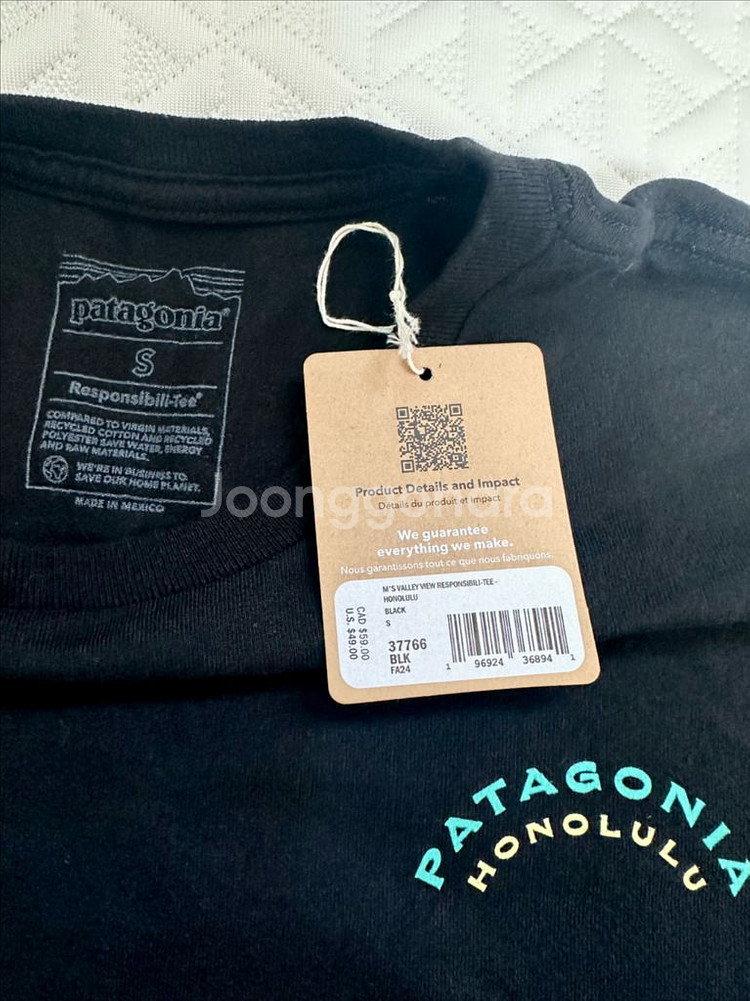 patagonia®
S
Responsibili-Tee®
COMPARED TO VIRGIN MATERIALS,
RECYCLED COTTON AND RECYCLED
POLYESTER SAVE WATER, ENERGY
AND RAW MATERIALS.
WE'RE IN BUSINESS TO
SAVE OUR HOME PLANET.
MADE IN MEXICO
Joonggonara
Product Details and Impact
Détails du produit et impact
We guarantee
everything we make.
Nous garantissons tout ce que nous fabriquons.
M'S VALLEY VIEW RESPONSIBILI-TEE -
HONOLULU
BLACK
S
CAD $59.00
U.S. $49.00
37766
BLK
FA24
1 96924 36894 1
PATAGONIA
HONOLULU